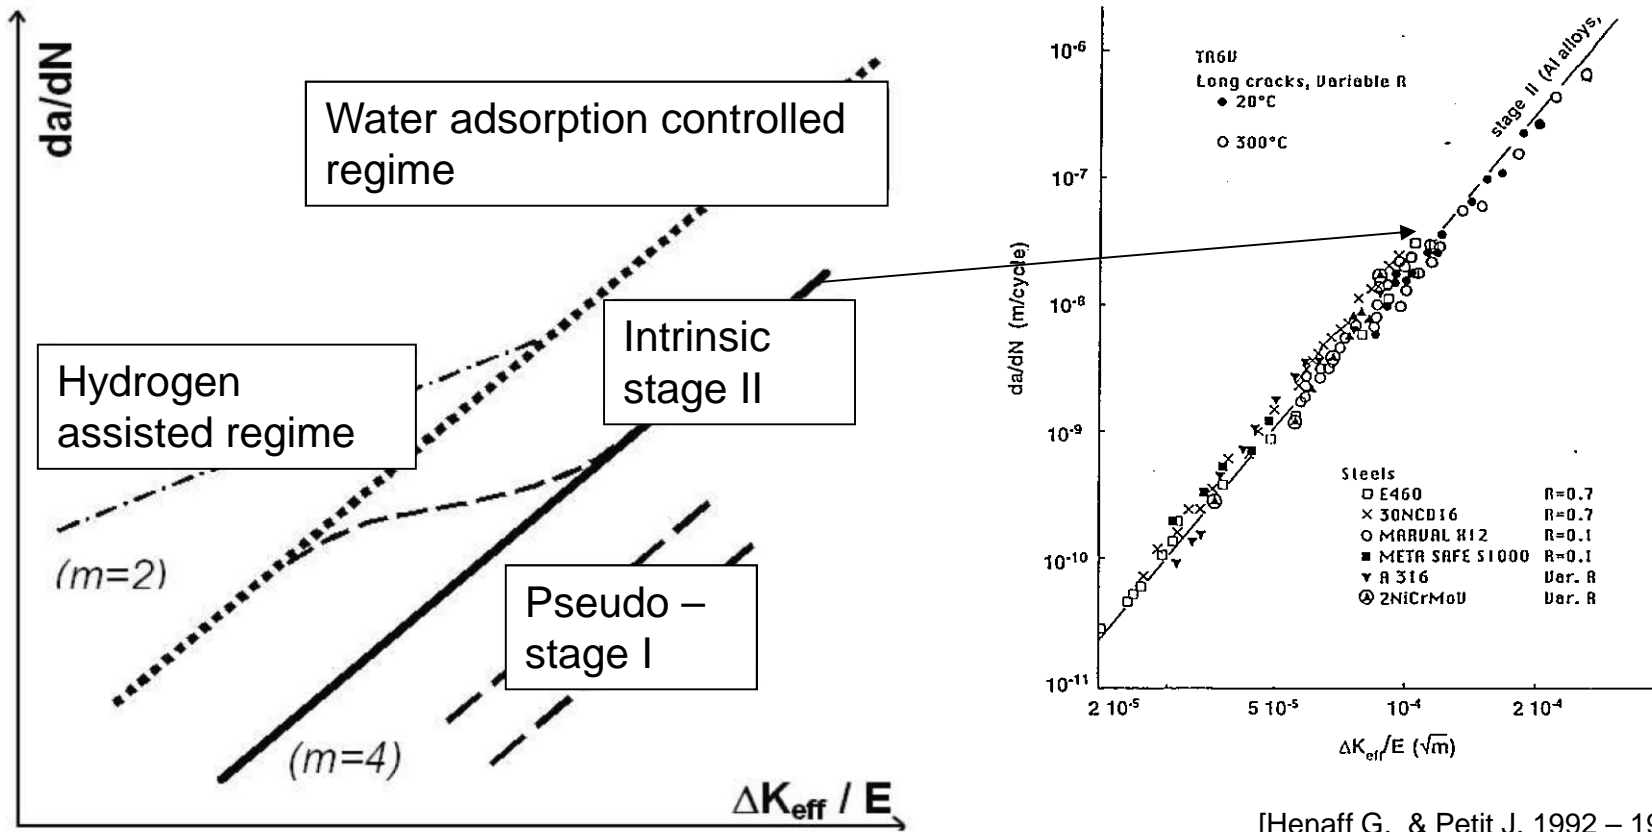 da/dN
Water adsorption controlled
regime
Hydrogen
assisted regime
Intrinsic
stage II
(m=2)
Pseudo –
stage I
(m=4)
ΔK_eff / E
TA6V
Long cracks, Variable R
● 20°C
○ 300°C
stage II (Al alloys,
10⁻⁶
10⁻⁷
10⁻⁸
10⁻⁹
10⁻¹⁰
10⁻¹¹
da/dN (m/cycle)
Steels
□ E460 R=0.7
× 30NCD16 R=0.7
○ MARVAL X12 R=0.1
■ META SAFE S1000 R=0.1
▼ A 316 Var. R
2NiCrMoV Var. R
2 10⁻⁵
5 10⁻⁵
10⁻⁴
2 10⁻⁴
ΔK_eff/E (√m)
[Henaff G. & Petit J. 1992 – 19